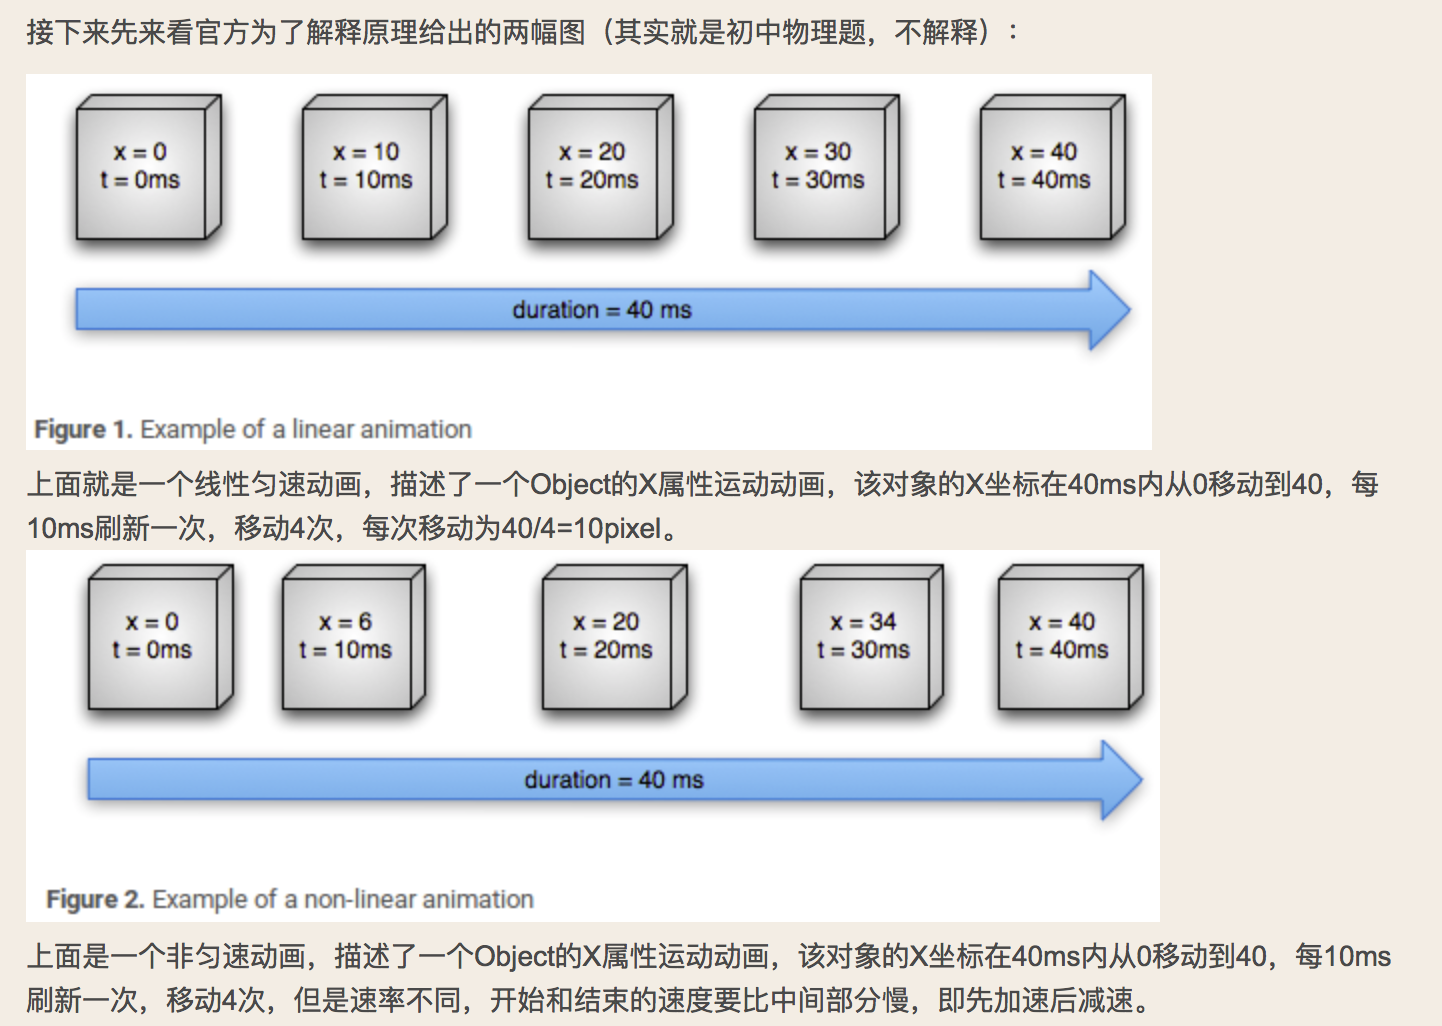 接下来先来看官方为了解释原理给出的两幅图（其实就是初中物理题，不解释）：
x = 0 x = 10 x = 20 x = 30 x = 40
t = 0ms t = 10ms t = 20ms t = 30ms t = 40ms
duration = 40 ms
Figure 1. Example of a linear animation
上面就是一个线性匀速动画，描述了一个Object的X属性运动动画，该对象的X坐标在40ms内从0移动到40，每
10ms刷新一次，移动4次，每次移动为40/4=10pixel。
x = 0 x = 6 x = 20 x = 34 x = 40
t = 0ms t = 10ms t = 20ms t = 30ms t = 40ms
duration = 40 ms
Figure 2. Example of a non-linear animation
上面是一个非匀速动画，描述了一个Object的X属性运动动画，该对象的X坐标在40ms内从0移动到40，每10ms
刷新一次，移动4次，但是速率不同，开始和结束的速度要比中间部分慢，即先加速后减速。